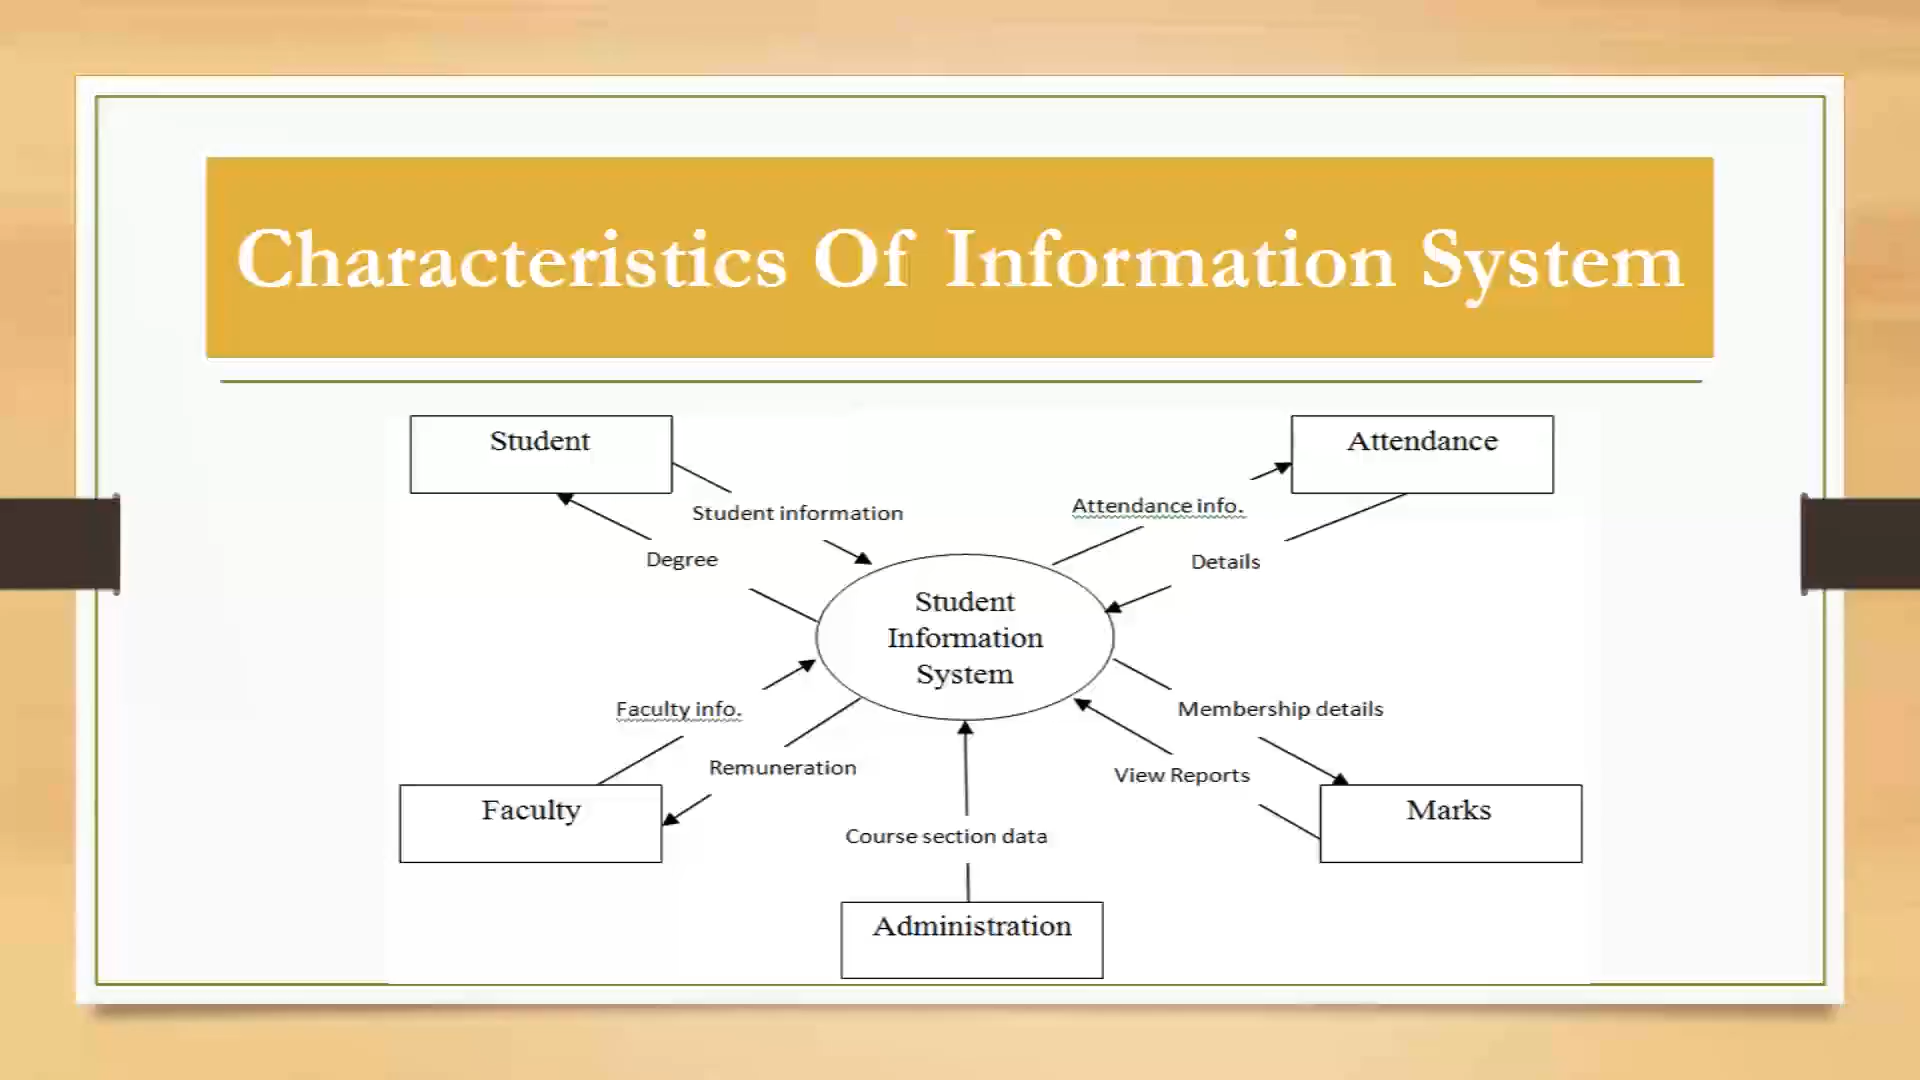 Characteristics Of Information System
Student
Attendance
Student information
Attendance info.
Degree
Details
Student
Information
System
Faculty info.
Membership details
Remuneration
View Reports
Faculty
Marks
Course section data
Administration